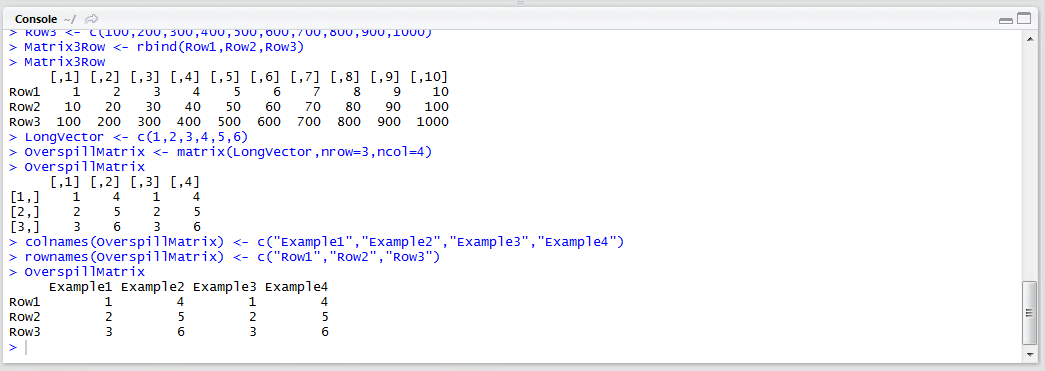 Console ~/
> Row3 <- c(100,200,300,400,500,600,700,800,900,1000)
> Matrix3Row <- rbind(Row1,Row2,Row3)
> Matrix3Row
     [,1] [,2] [,3] [,4] [,5] [,6] [,7] [,8] [,9] [,10]
Row1    1    2    3    4    5    6    7    8    9    10
Row2   10   20   30   40   50   60   70   80   90   100
Row3  100  200  300  400  500  600  700  800  900  1000
> LongVector <- c(1,2,3,4,5,6)
> OverspillMatrix <- matrix(LongVector,nrow=3,ncol=4)
> OverspillMatrix
     [,1] [,2] [,3] [,4]
[1,]    1    4    1    4
[2,]    2    5    2    5
[3,]    3    6    3    6
> colnames(OverspillMatrix) <- c("Example1","Example2","Example3","Example4")
> rownames(OverspillMatrix) <- c("Row1","Row2","Row3")
> OverspillMatrix
     Example1 Example2 Example3 Example4
Row1        1        4        1        4
Row2        2        5        2        5
Row3        3        6        3        6
>